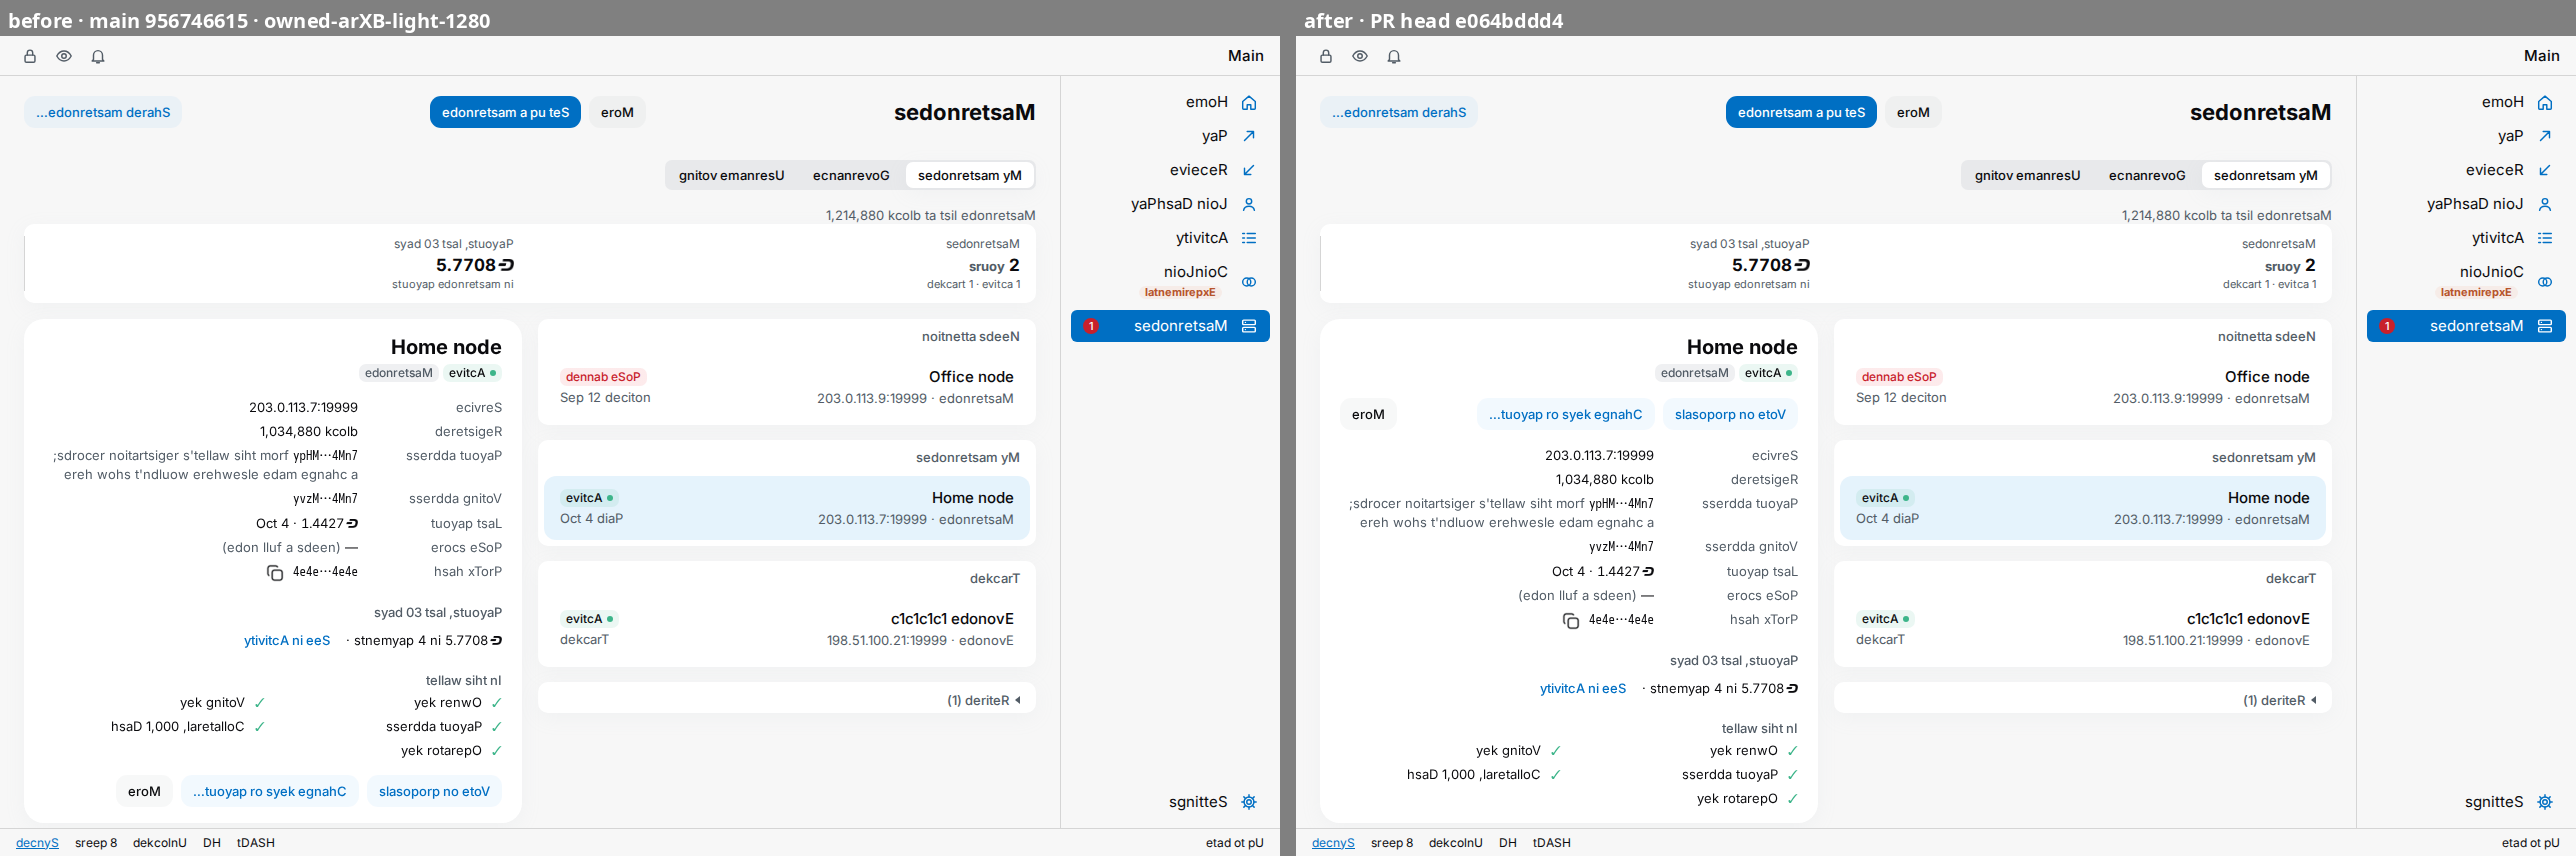 before · main 956746615 · owned-arXB-light-1280
Main
sedonretsaM
eroM
edonretsam a pu teS
...edonretsam derahS
sedonretsam yM
ecnanrevoG
gnitov emanresU
1,214,880 kcolb ta tsil edonretsaM
sedonretsaM
sruoy 2
dekcart 1 · evitca 1
syad 03 tsal ,stuoyaP
5.7708
stuoyap edonretsam ni
noitnetta sdeeN
Office node
dennab eSoP
203.0.113.9:19999 · edonretsaM
Sep 12 deciton
sedonretsam yM
Home node
evitcA
203.0.113.7:19999 · edonretsaM
Oct 4 diaP
dekcarT
c1c1c1c1 edonovE
evitcA
198.51.100.21:19999 · edonovE
dekcarT
(1) deriteR
Home node
edonretsaM
evitcA
ecivreS
203.0.113.7:19999
deretsigeR
1,034,880 kcolb
sserdda tuoyaP
;sdrocer noitartsiger s'tellaw siht morf ypHM···4Mn7
ereh wohs t'ndluow erehwesle edam egnahc a
sserdda gnitoV
yvzM···4Mn7
tuoyap tsaL
Oct 4 · 1.4427
erocs eSoP
(edon lluf a sdeen) —
hsah xTorP
4e4e···4e4e
syad 03 tsal ,stuoyaP
ytivitcA ni eeS · stnemyap 4 ni 5.7708
tellaw siht nI
yek renwO
yek gnitoV
sserdda tuoyaP
hsaD 1,000 ,laretalloC
yek rotarepO
slasoporp no etoV
...tuoyap ro syek egnahC
eroM
emoH
yaP
evieceR
yaPhsaD nioJ
ytivitcA
nioJnioC
latnemirepxE
sedonretsaM
1
sgnitteS
decnyS
sreep 8
dekcolnU
DH
tDASH
etad ot pU
after · PR head e064bddd4
Main
sedonretsaM
eroM
edonretsam a pu teS
...edonretsam derahS
sedonretsam yM
ecnanrevoG
gnitov emanresU
1,214,880 kcolb ta tsil edonretsaM
sedonretsaM
sruoy 2
dekcart 1 · evitca 1
syad 03 tsal ,stuoyaP
5.7708
stuoyap edonretsam ni
noitnetta sdeeN
Office node
dennab eSoP
203.0.113.9:19999 · edonretsaM
Sep 12 deciton
sedonretsam yM
Home node
evitcA
203.0.113.7:19999 · edonretsaM
Oct 4 diaP
dekcarT
c1c1c1c1 edonovE
evitcA
198.51.100.21:19999 · edonovE
dekcarT
(1) deriteR
Home node
edonretsaM
evitcA
slasoporp no etoV
...tuoyap ro syek egnahC
eroM
ecivreS
203.0.113.7:19999
deretsigeR
1,034,880 kcolb
sserdda tuoyaP
;sdrocer noitartsiger s'tellaw siht morf ypHM···4Mn7
ereh wohs t'ndluow erehwesle edam egnahc a
sserdda gnitoV
yvzM···4Mn7
tuoyap tsaL
Oct 4 · 1.4427
erocs eSoP
(edon lluf a sdeen) —
hsah xTorP
4e4e···4e4e
syad 03 tsal ,stuoyaP
ytivitcA ni eeS · stnemyap 4 ni 5.7708
tellaw siht nI
yek renwO
yek gnitoV
sserdda tuoyaP
hsaD 1,000 ,laretalloC
yek rotarepO
emoH
yaP
evieceR
yaPhsaD nioJ
ytivitcA
nioJnioC
latnemirepxE
sedonretsaM
1
sgnitteS
decnyS
sreep 8
dekcolnU
DH
tDASH
etad ot pU